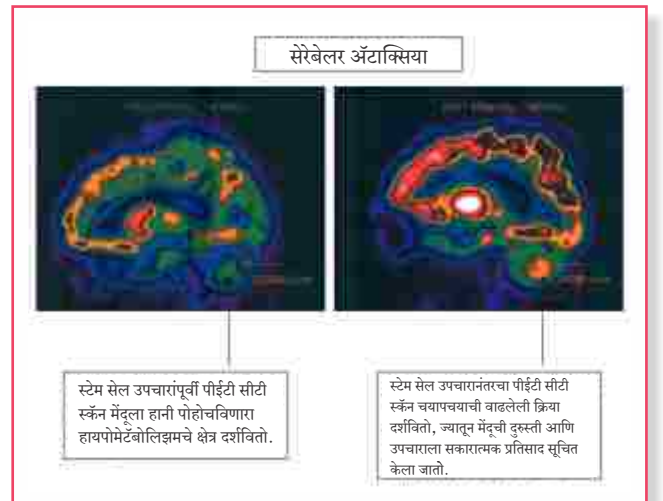 सेरेबेलर ॲटाक्सिया
स्टेम सेल उपचारांपूर्वी पीईटी सीटी
स्कॅन मेंदूला हानी पोहोचविणारा
हायपोमेटॅबोलिझमचे क्षेत्र दर्शवितो.
स्टेम सेल उपचारानंतरचा पीईटी सीटी
स्कॅन चयापचयाची वाढलेली क्रिया
दर्शवितो, ज्यातून मेंदूची दुरुस्ती आणि
उपचाराला सकारात्मक प्रतिसाद सूचित
केला जातो.